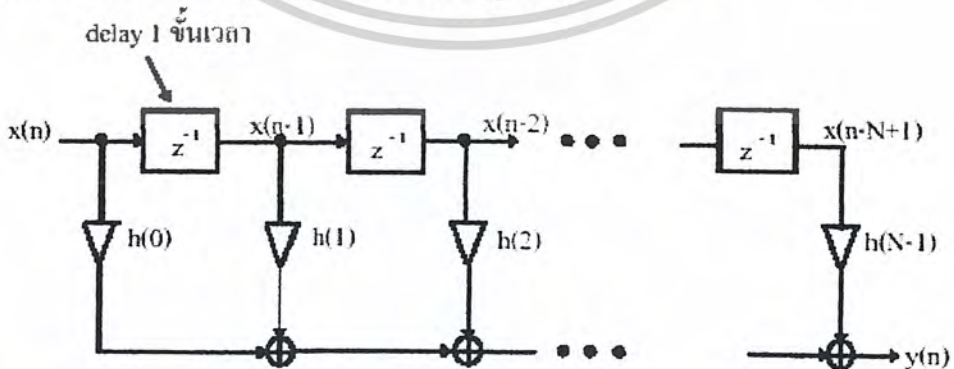 delay 1 ขั้นเวลา
x(n) z⁻¹ x(n-1) z⁻¹ x(n-2) z⁻¹ x(n-N+1)
h(0) h(1) h(2) h(N-1)
y(n)